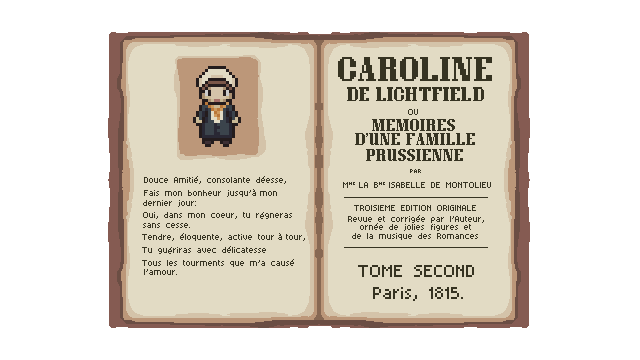 Douce Amitié, consolante déesse,
Fais mon bonheur jusqu'à mon
dernier jour:
Oui, dans mon coeur, tu régneras
sans cesse.
Tendre, éloquente, active tour à tour,
Tu guériras avec délicatesse
Tous les tourments que m'a causé
l'amour.
CAROLINE
DE LICHTFIELD
OU
MEMOIRES
D'UNE FAMILLE
PRUSSIENNE
PAR
Mme LA Bne ISABELLE DE MONTOLIEU
TROISIEME EDITION ORIGINALE
Revue et corrigée par l'Auteur,
ornée de jolies figures et
de la musique des Romances
TOME SECOND
Paris, 1815.